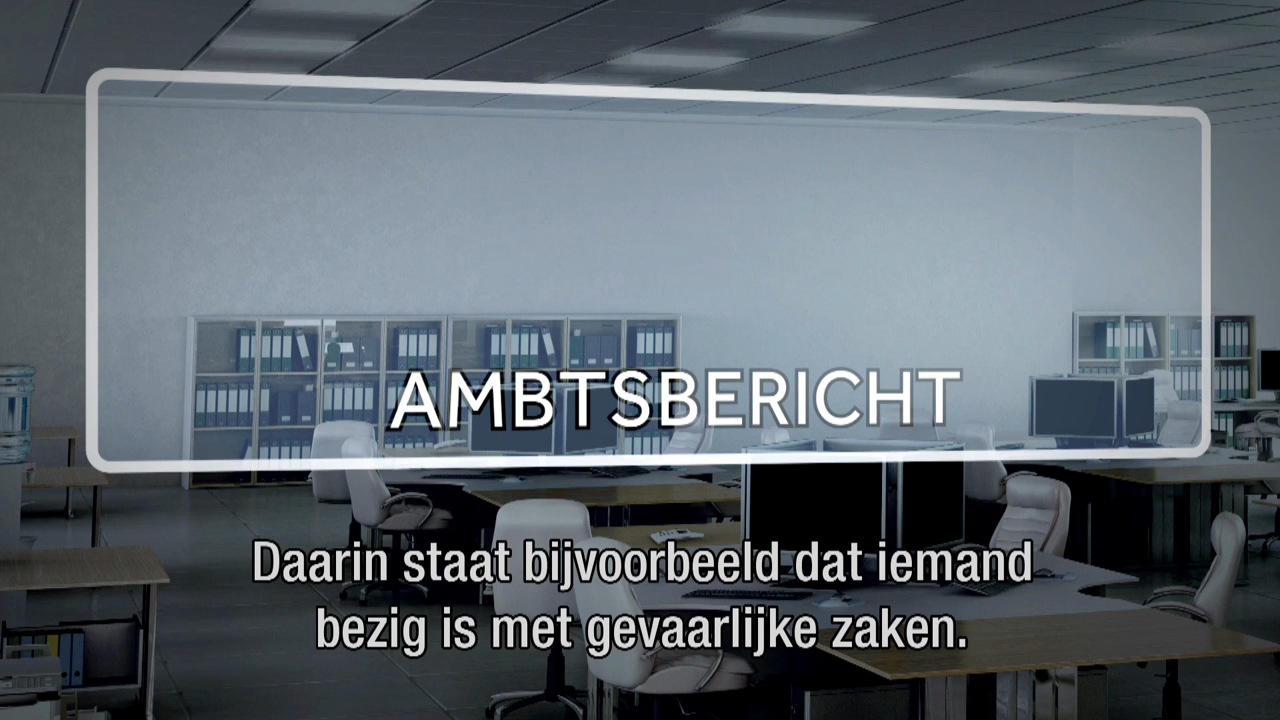 AMBTSBERICHT
Daarin staat bijvoorbeeld dat iemand
bezig is met gevaarlijke zaken.